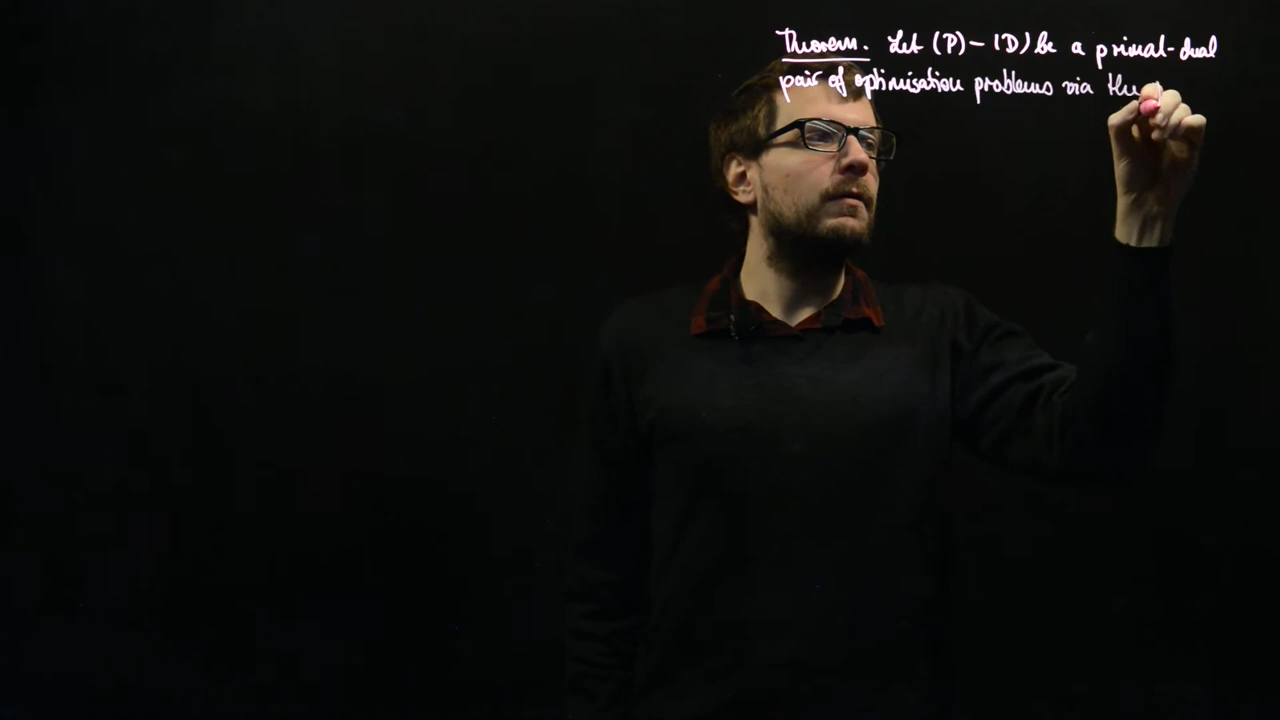 Theorem. Let (P) - (D) be a primal-dual
pair of optimisation problems via the